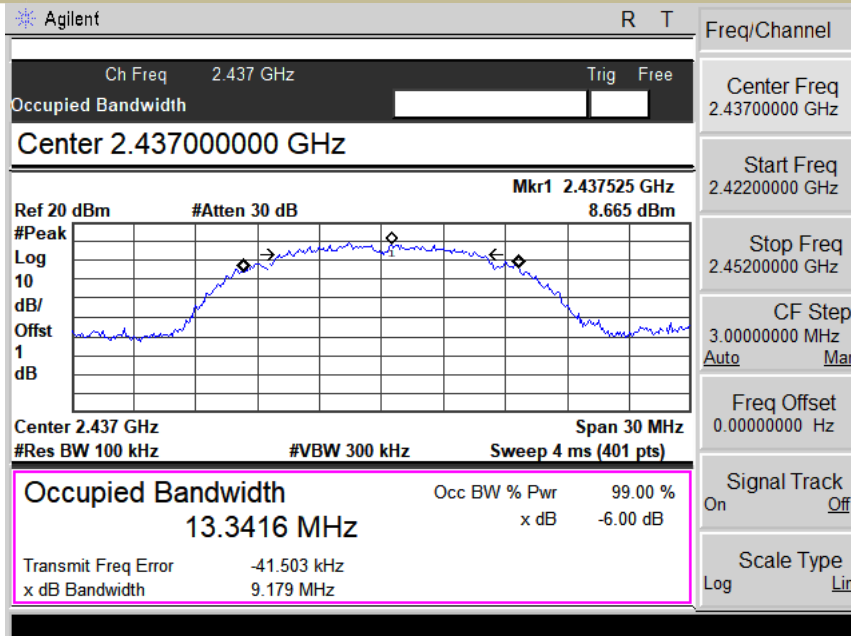 Agilent R T
Ch Freq 2.437 GHz Trig Free
Occupied Bandwidth
Center 2.437000000 GHz
Mkr1 2.437525 GHz
Ref 20 dBm #Atten 30 dB 8.665 dBm
#Peak
Log
10
dB/
Offst
1
dB
1
Center 2.437 GHz Span 30 MHz
#Res BW 100 kHz #VBW 300 kHz Sweep 4 ms (401 pts)
Occupied Bandwidth
13.3416 MHz
Occ BW % Pwr 99.00 %
x dB -6.00 dB
Transmit Freq Error -41.503 kHz
x dB Bandwidth 9.179 MHz
Freq/Channel
Center Freq
2.43700000 GHz
Start Freq
2.42200000 GHz
Stop Freq
2.45200000 GHz
CF Step
3.00000000 MHz
Auto Man
Freq Offset
0.00000000 Hz
Signal Track
On Off
Scale Type
Log Lin